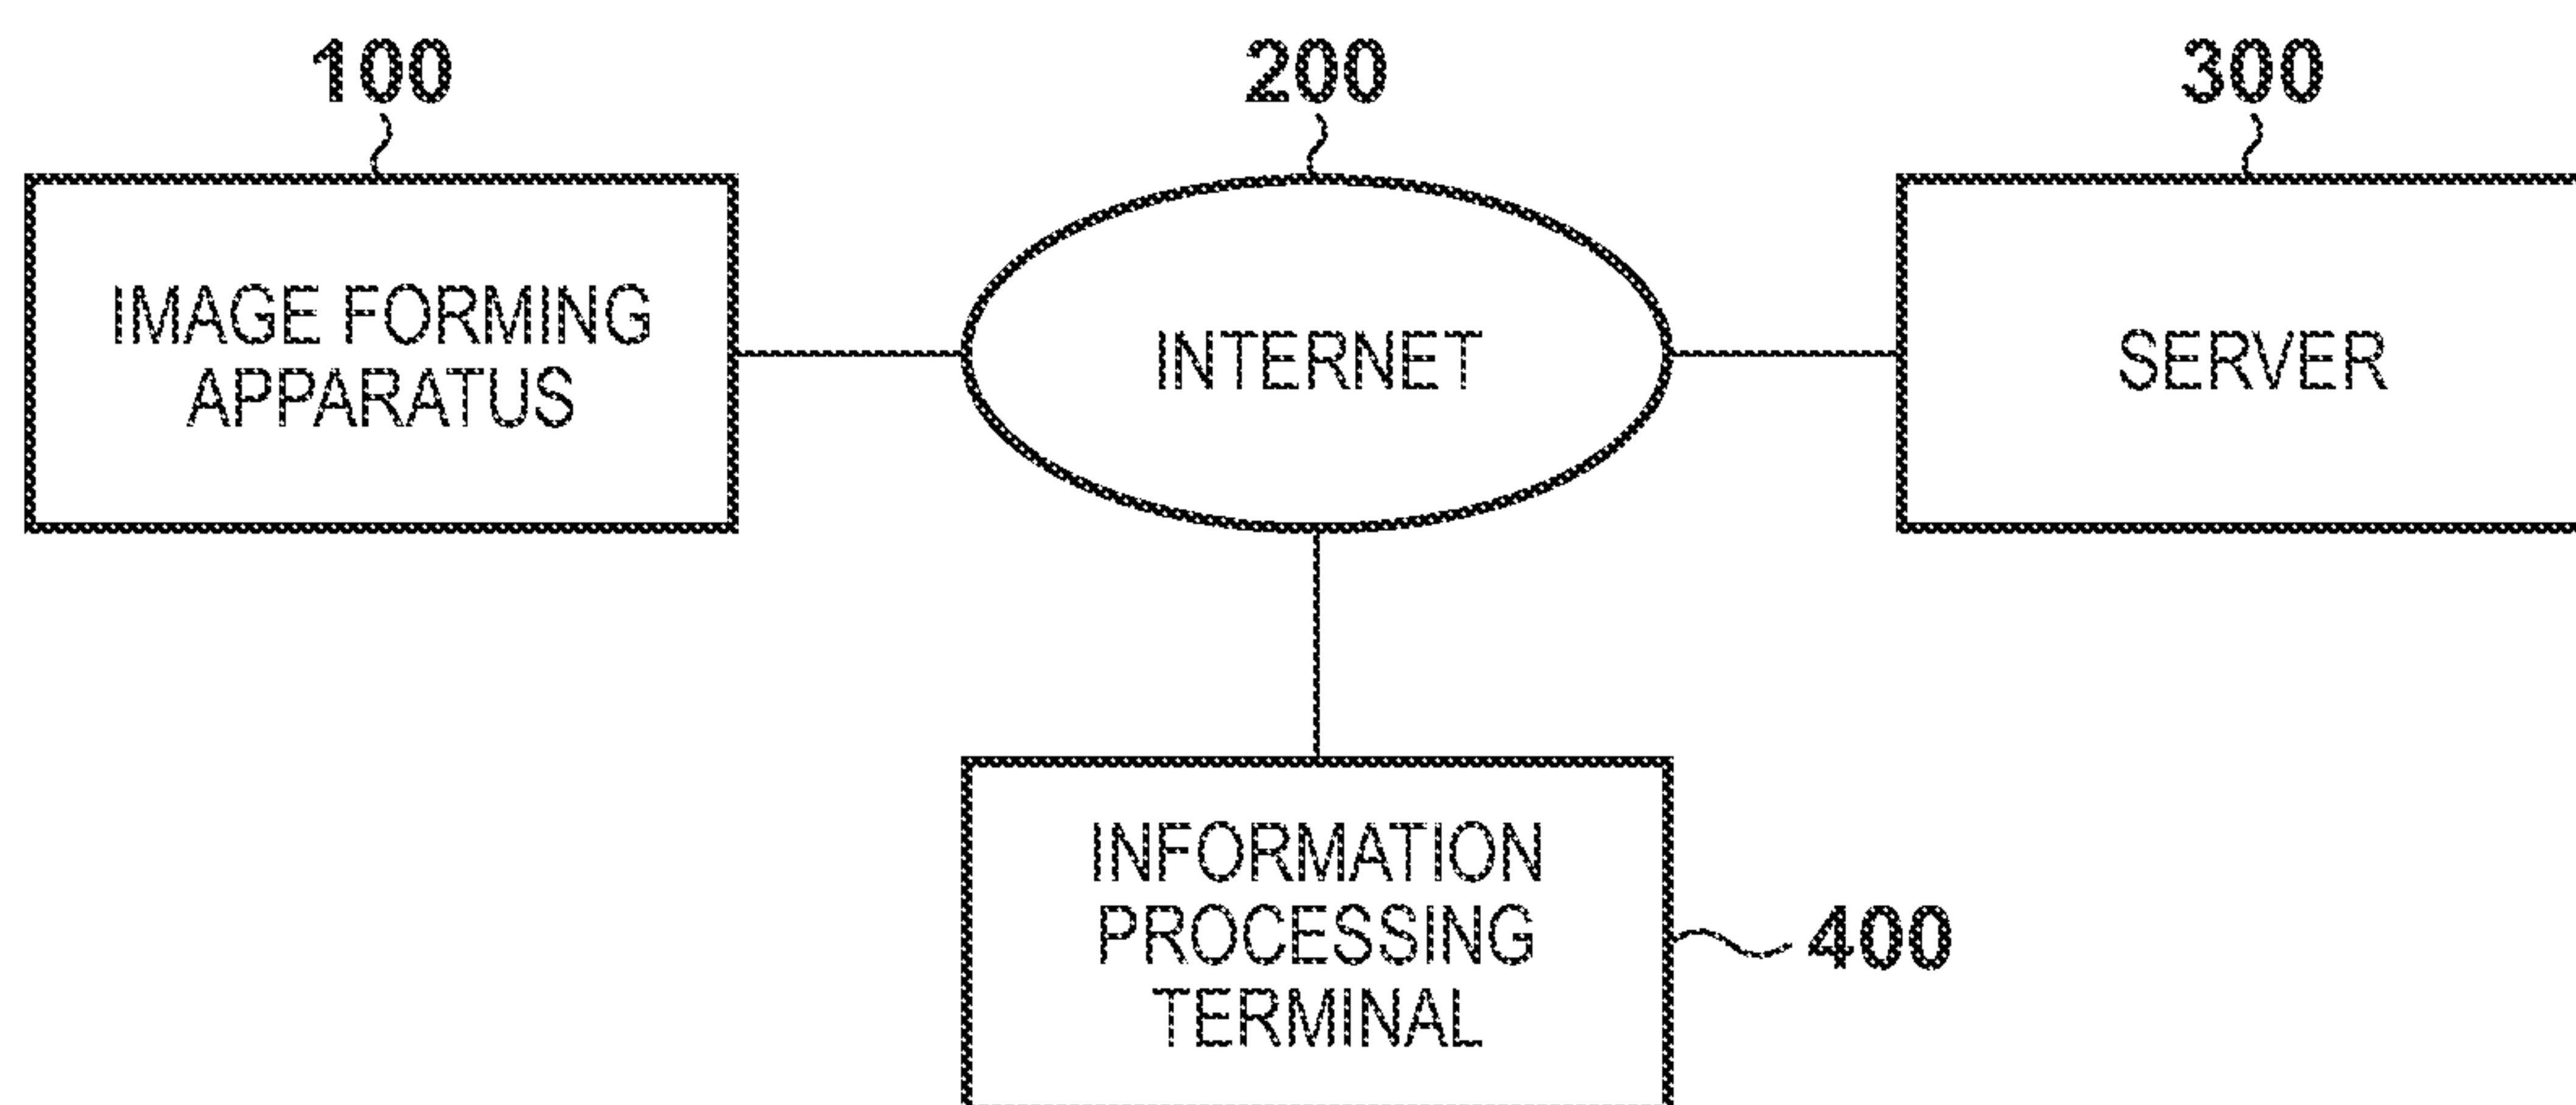 100
200
300
IMAGE FORMING
APPARATUS
INTERNET
SERVER
INFORMATION
PROCESSING
TERMINAL
400